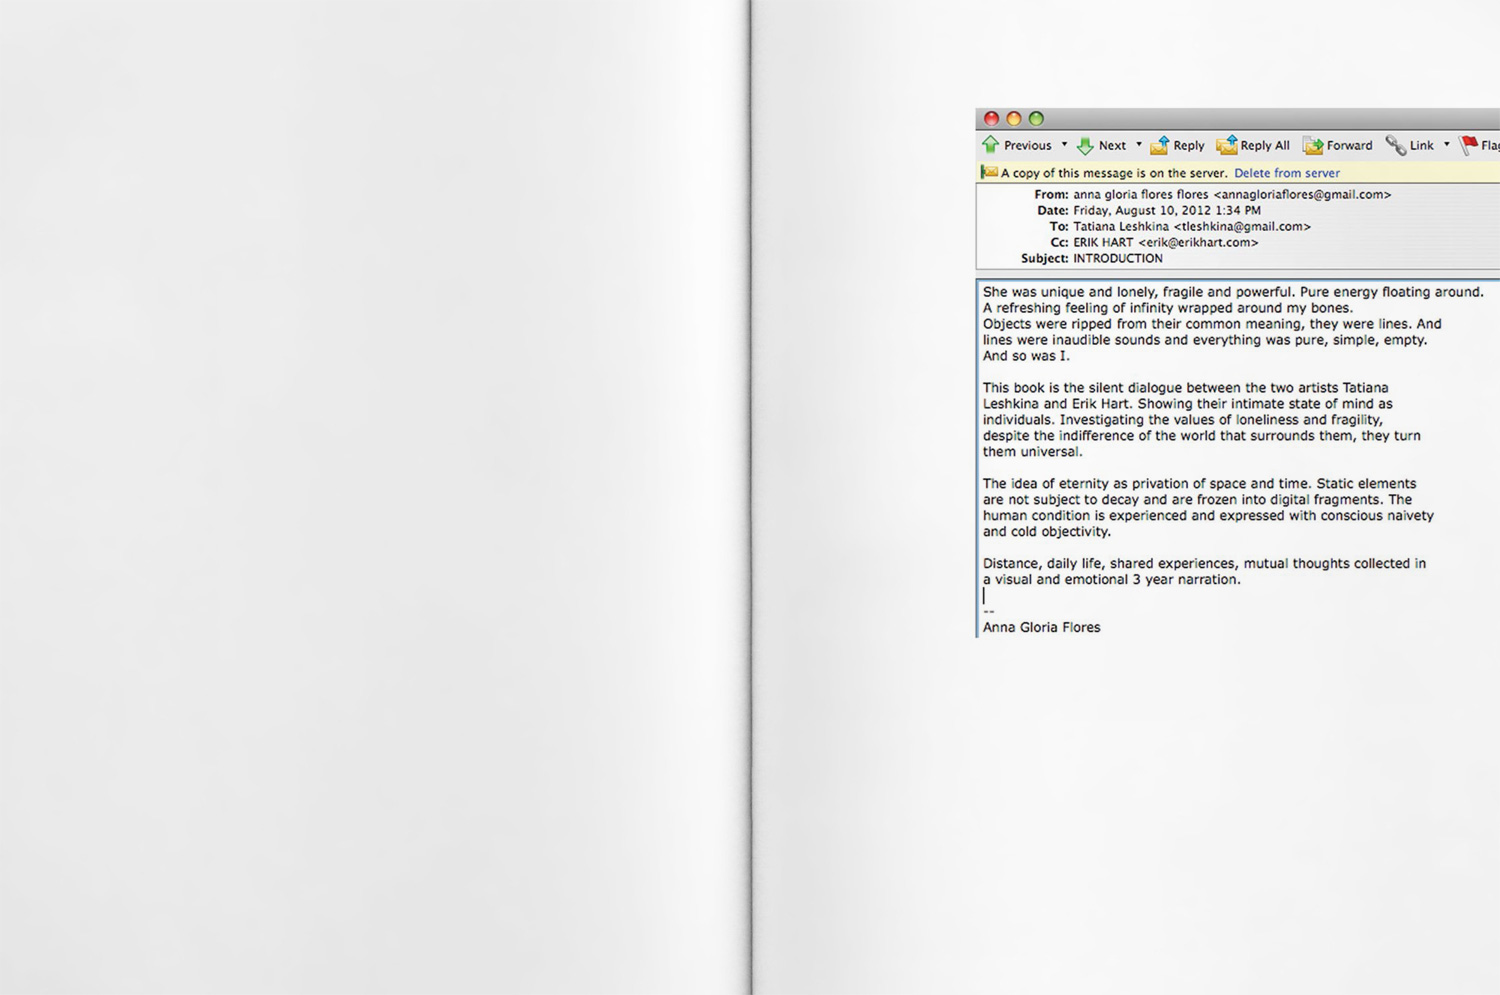 Previous Next Reply Reply All Forward Link
A copy of this message is on the server. Delete from server
From: anna gloria flores flores <annagloriaflores@gmail.com>
Date: Friday, August 10, 2012 1:34 PM
To: Tatiana Leshkina <tleshkina@gmail.com>
Cc: ERIK HART <erik@erikhart.com>
Subject: INTRODUCTION
She was unique and lonely, fragile and powerful. Pure energy floating around.
A refreshing feeling of infinity wrapped around my bones.
Objects were ripped from their common meaning, they were lines. And
lines were inaudible sounds and everything was pure, simple, empty.
And so was I.
This book is the silent dialogue between the two artists Tatiana
Leshkina and Erik Hart. Showing their intimate state of mind as
individuals. Investigating the values of loneliness and fragility,
despite the indifference of the world that surrounds them, they turn
them universal.
The idea of eternity as privation of space and time. Static elements
are not subject to decay and are frozen into digital fragments. The
human condition is experienced and expressed with conscious naivety
and cold objectivity.
Distance, daily life, shared experiences, mutual thoughts collected in
a visual and emotional 3 year narration.
--
Anna Gloria Flores